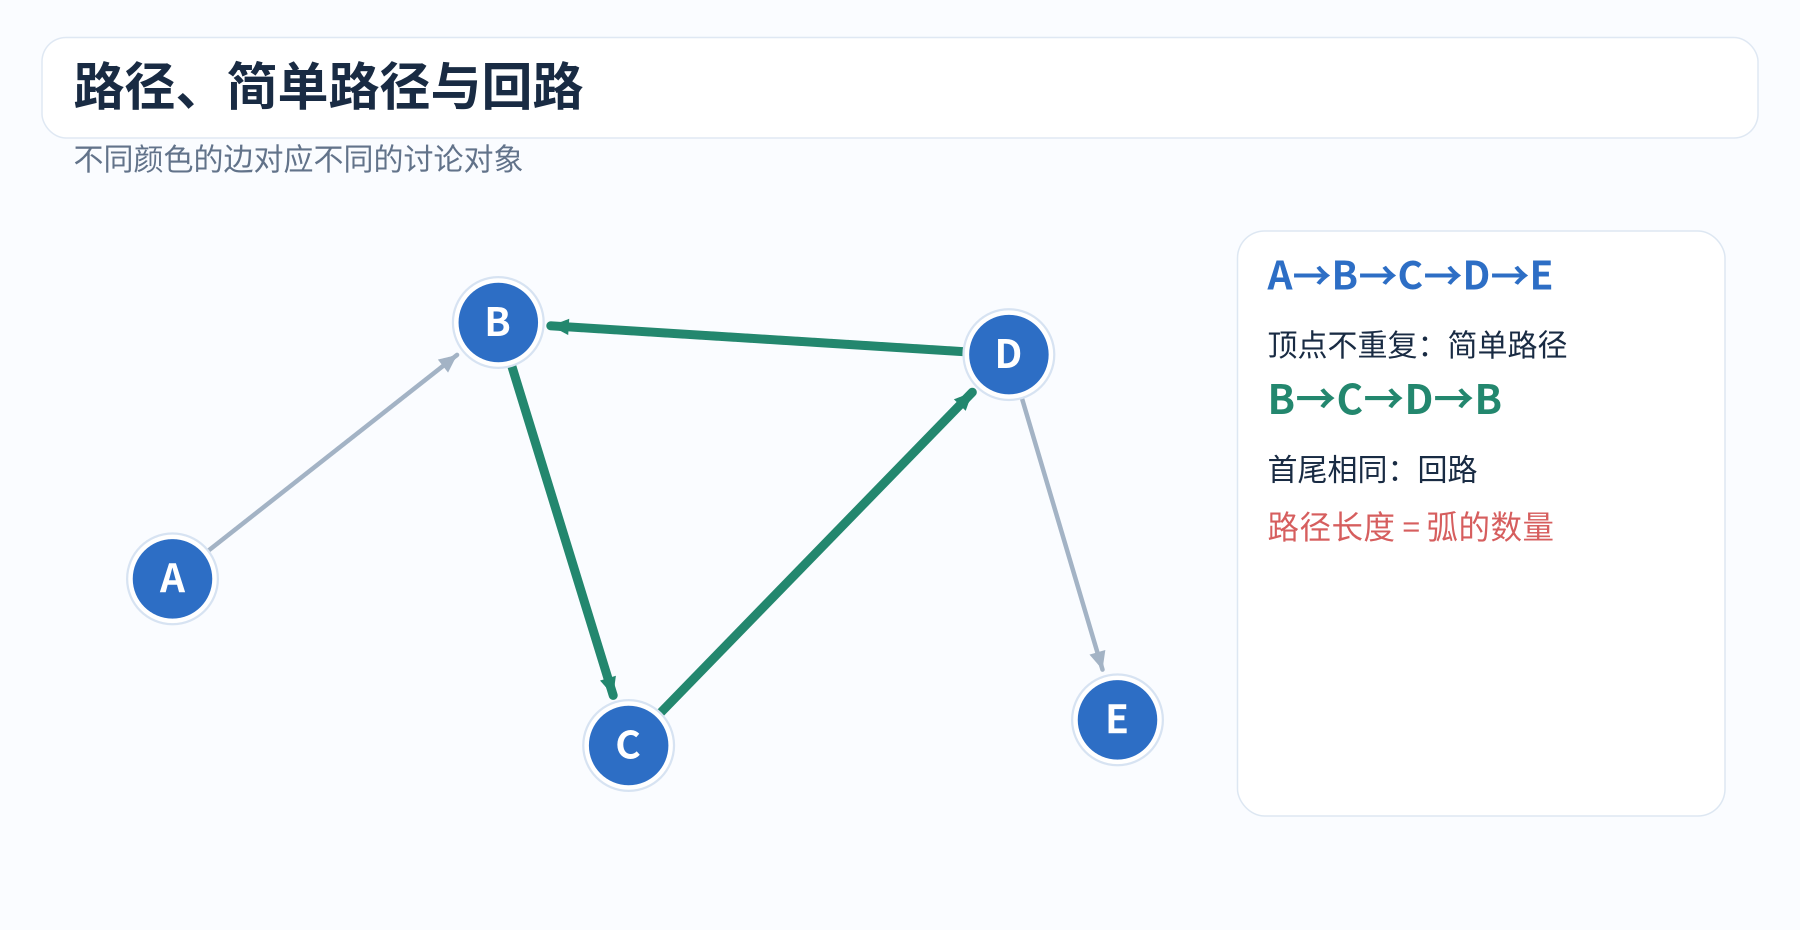 路径、简单路径与回路
不同颜色的边对应不同的讨论对象
B
D
A
C
E
A→B→C→D→E
顶点不重复：简单路径
B→C→D→B
首尾相同：回路
路径长度 = 弧的数量